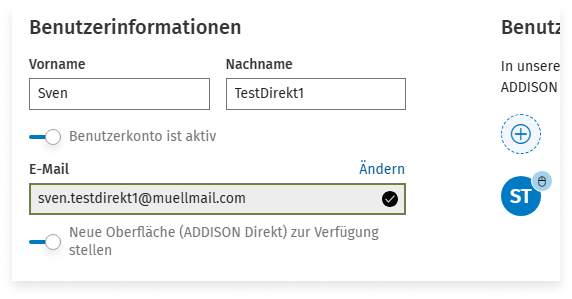 Benutzerinformationen
Vorname
Nachname
Sven
TestDirekt1
Benutzerkonto ist aktiv
E-Mail
Ändern
sven.testdirekt1@muellmail.com
Neue Oberfläche (ADDISON Direkt) zur Verfügung
stellen
Benutz
In unsere
ADDISON
ST